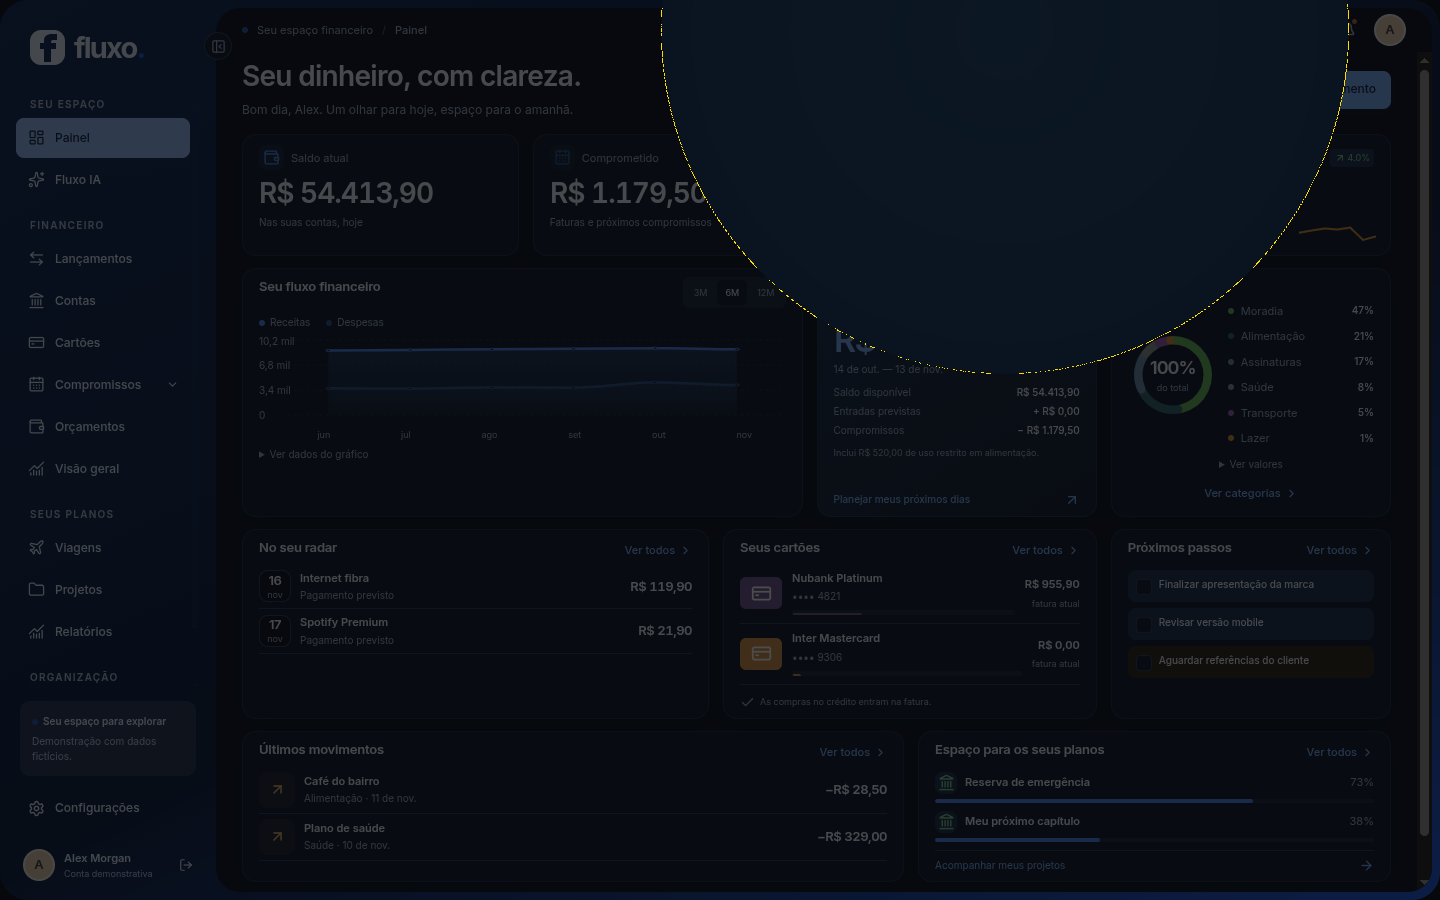 fluxo.
SEU ESPAÇO
Painel
Fluxo IA
FINANCEIRO
Lançamentos
Contas
Cartões
Compromissos
Orçamentos
Visão geral
SEUS PLANOS
Viagens
Projetos
Relatórios
ORGANIZAÇÃO
Seu espaço para explorar
Demonstração com dados
fictícios.
Configurações
A
Alex Morgan
Conta demonstrativa
Seu espaço financeiro / Painel
A
Seu dinheiro, com clareza.
Bom dia, Alex. Um olhar para hoje, espaço para o amanhã.
Saldo atual
R$ 54.413,90
Nas suas contas, hoje
Comprometido
R$ 1.179,50
Faturas e próximos compromissos
4.0%
Seu fluxo financeiro
3M 6M 12M
Receitas Despesas
10,2 mil
6,8 mil
3,4 mil
0
jun jul ago set out nov
Ver dados do gráfico
R$
14 de out. — 13 de nov.
Saldo disponível R$ 54.413,90
Entradas previstas + R$ 0,00
Compromissos − R$ 1.179,50
Inclui R$ 520,00 de uso restrito em alimentação.
Planejar meus próximos dias
100%
do total
Moradia 47%
Alimentação 21%
Assinaturas 17%
Saúde 8%
Transporte 5%
Lazer 1%
Ver valores
Ver categorias
No seu radar
Ver todos
16 nov
Internet fibra
Pagamento previsto
R$ 119,90
17 nov
Spotify Premium
Pagamento previsto
R$ 21,90
Seus cartões
Ver todos
Nubank Platinum
•••• 4821
R$ 955,90
fatura atual
Inter Mastercard
•••• 9306
R$ 0,00
fatura atual
As compras no crédito entram na fatura.
Próximos passos
Ver todos
Finalizar apresentação da marca
Revisar versão mobile
Aguardar referências do cliente
Últimos movimentos
Ver todos
Café do bairro
Alimentação · 11 de nov.
−R$ 28,50
Plano de saúde
Saúde · 10 de nov.
−R$ 329,00
Espaço para os seus planos
Ver todos
Reserva de emergência 73%
Meu próximo capítulo 38%
Acompanhar meus projetos